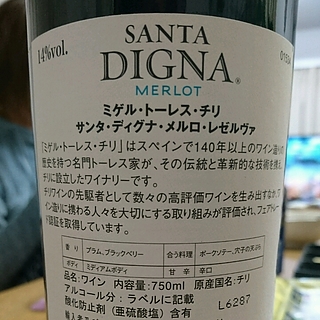 SANTA
14%vol.
DIGNA®
MERLOT
ミゲル・トーレス・チリ
サンタ・ディグナ・メルロ・レゼルヴァ
「ミゲル・トーレス・チリ」はスペインで140年以上のワイン造りの
歴史を持つ名門トーレス家が、その伝統と革新的な技術を携え、
チリに設立したワイナリーです。
チリワインの先駆者として数々の高評価ワインを生み出すなか、
ワイン造りに携わる人々を大切にする取り組みが評価され、フェアトレード
認証を取得しています。
香り プラム、ブラックベリー 合う料理 ポークソテー、穴子の天ぷら
ボディ ミディアムボディ 甘辛 辛口
品名:ワイン 内容量:750ml 原産国名:チリ
アルコール分:ラベルに記載
酸化防止剤(亜硫酸塩)含有
L6287